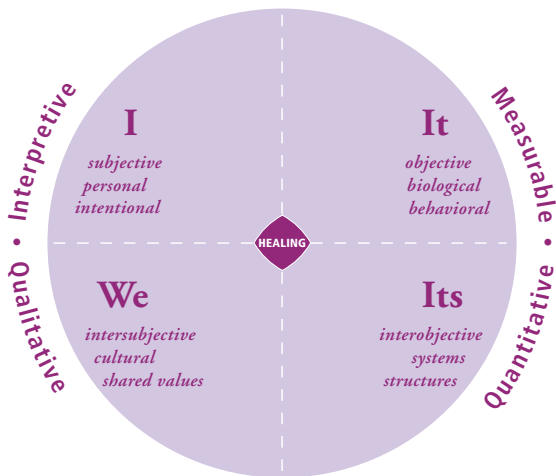 Qualitative • Interpretive
Measurable • Quantitative
I
subjective
personal
intentional
It
objective
biological
behavioral
HEALING
We
intersubjective
cultural
shared values
Its
interobjective
systems
structures